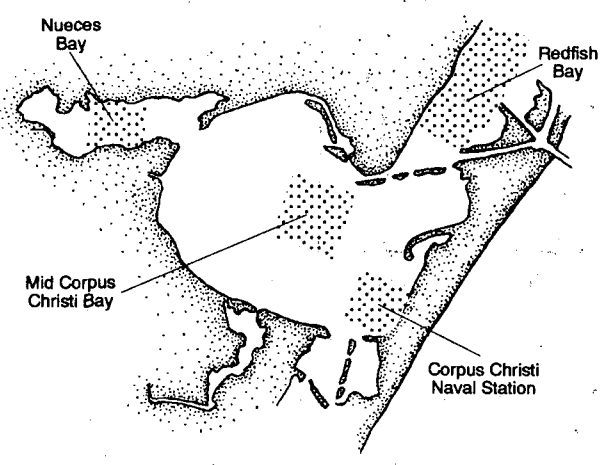 Nueces
Bay
Redfish
Bay
Mid Corpus
Christi Bay
Corpus Christi
Naval Station